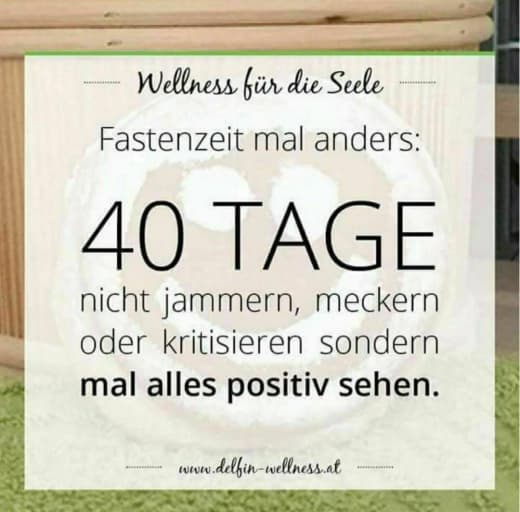 Wellness für die Seele
Fastenzeit mal anders:
40 TAGE
nicht jammern, meckern
oder kritisieren sondern
mal alles positiv sehen.
www.delfin-wellness.at